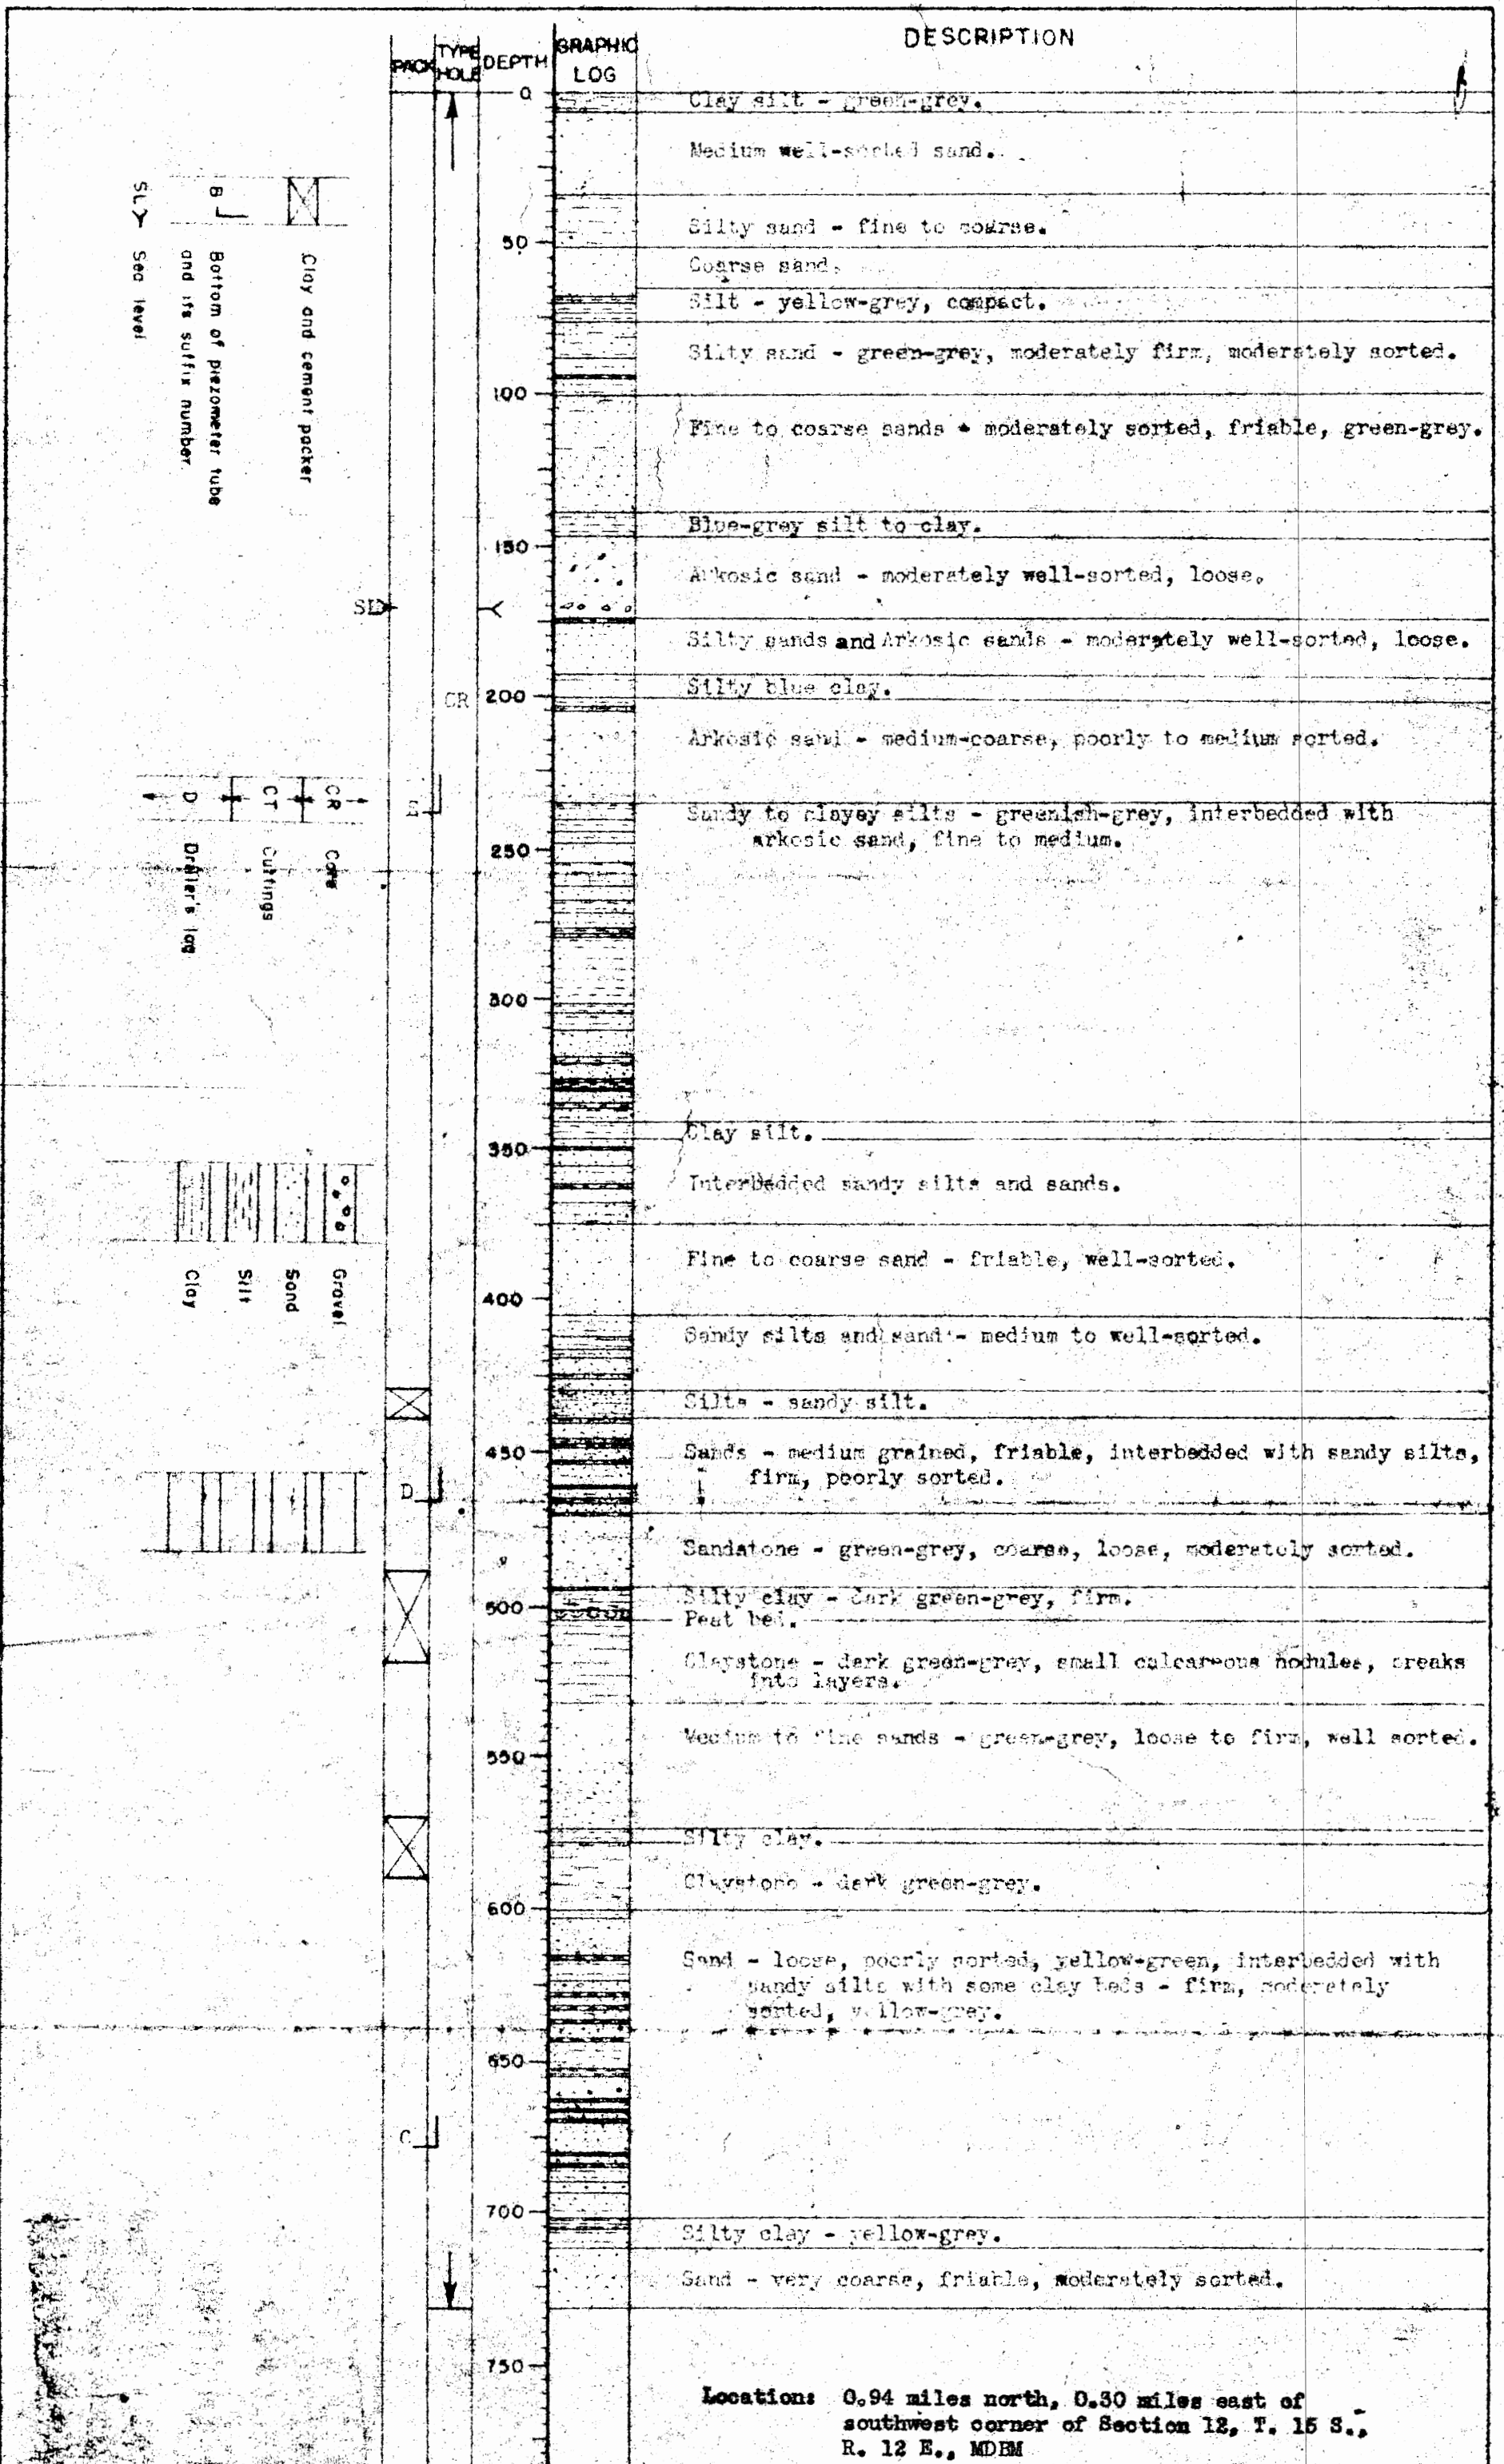 DESCRIPTION
PACK
TYPE HOLE
DEPTH
GRAPHIC LOG
0
Clay silt - green-grey.
Medium well-sorted sand.
Silty sand - fine to coarse.
50
Coarse sand.
Silt - yellow-grey, compact.
Silty sand - green-grey, moderately firm, moderately sorted.
100
Fine to coarse sands - moderately sorted, friable, green-grey.
Blue-grey silt to clay.
150
Arkosic sand - moderately well-sorted, loose.
SL
Silty sands and Arkosic sands - moderately well-sorted, loose.
Silty blue clay.
CR
200
Arkosic sand - medium-coarse, poorly to medium sorted.
Sandy to clayey silts - greenish-grey, interbedded with
arkosic sand, fine to medium.
E
250
300
Clay silt.
350
Interbedded sandy silts and sands.
Fine to coarse sand - friable, well-sorted.
400
Sandy silts and sand - medium to well-sorted.
Silts - sandy silt.
450
Sands - medium grained, friable, interbedded with sandy silts,
firm, poorly sorted.
D
Sandstone - green-grey, coarse, loose, moderately sorted.
Silty clay - dark green-grey, firm.
500
Peat bed.
Claystone - dark green-grey, small calcareous nodules, breaks
into layers.
Medium to fine sands - green-grey, loose to firm, well sorted.
550
Silty clay.
Claystone - dark green-grey.
600
Sand - loose, poorly sorted, yellow-green, interbedded with
sandy silts with some clay beds - firm, moderately
sorted, yellow-grey.
650
C
700
Silty clay - yellow-grey.
Sand - very coarse, friable, moderately sorted.
750
Location: 0.94 miles north, 0.30 miles east of
southwest corner of Section 12, T. 15 S.,
R. 12 E., MDBM
Clay and cement packer
B
Bottom of piezometer tube
and its suffix number.
SL
Sea level
CR
Core
CT
Cuttings
D
Driller's log
Gravel
Sand
Silt
Clay